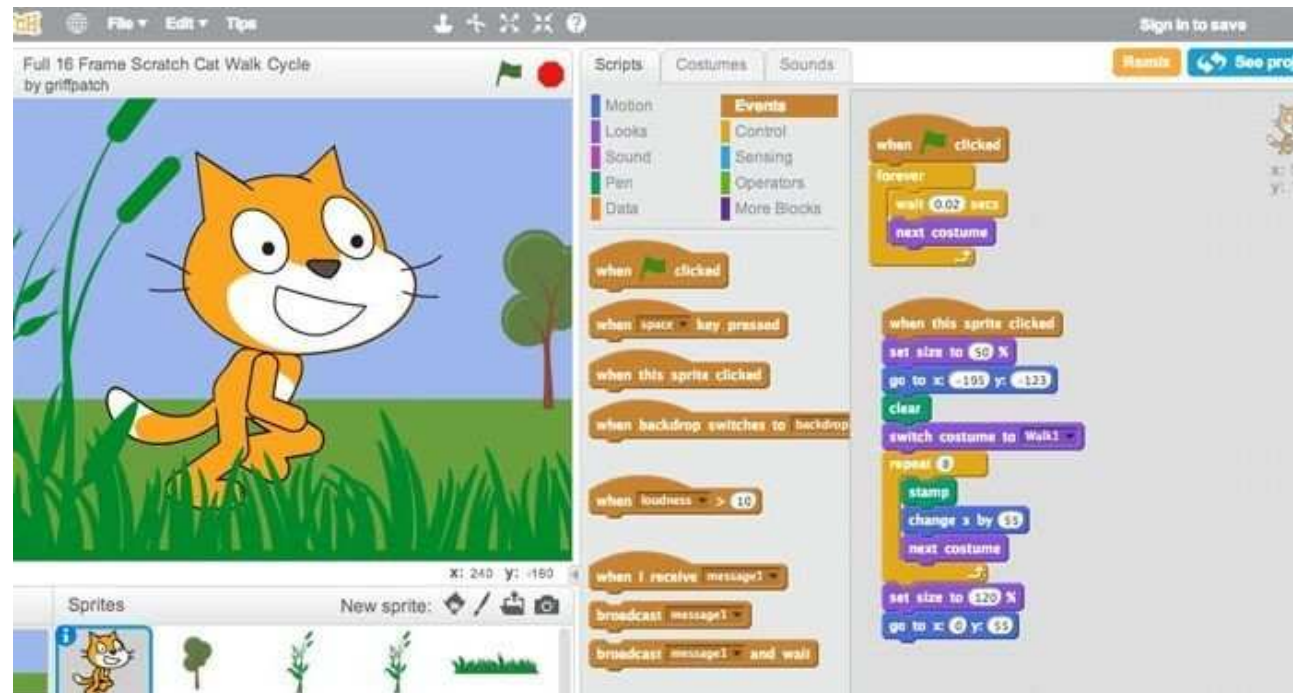 File Edit Tips
Sign in to save
Full 16 Frame Scratch Cat Walk Cycle
by griffpatch
Scripts Costumes Sounds
Remix See proj
Motion Events
Looks Control
Sound Sensing
Pen Operators
Data More Blocks
when clicked
when space key pressed
when this sprite clicked
when backdrop switches to backdrop
when loudness > 10
when I receive message1
broadcast message1
broadcast message1 and wait
when clicked
forever
wait 0.02 secs
next costume
when this sprite clicked
set size to 50 %
go to x: -195 y: -123
clear
switch costume to Walk1
repeat 8
stamp
change x by 55
next costume
set size to 120 %
go to x: 0 y: 55
x:
y:
x: 240 y: -180
Sprites New sprite: